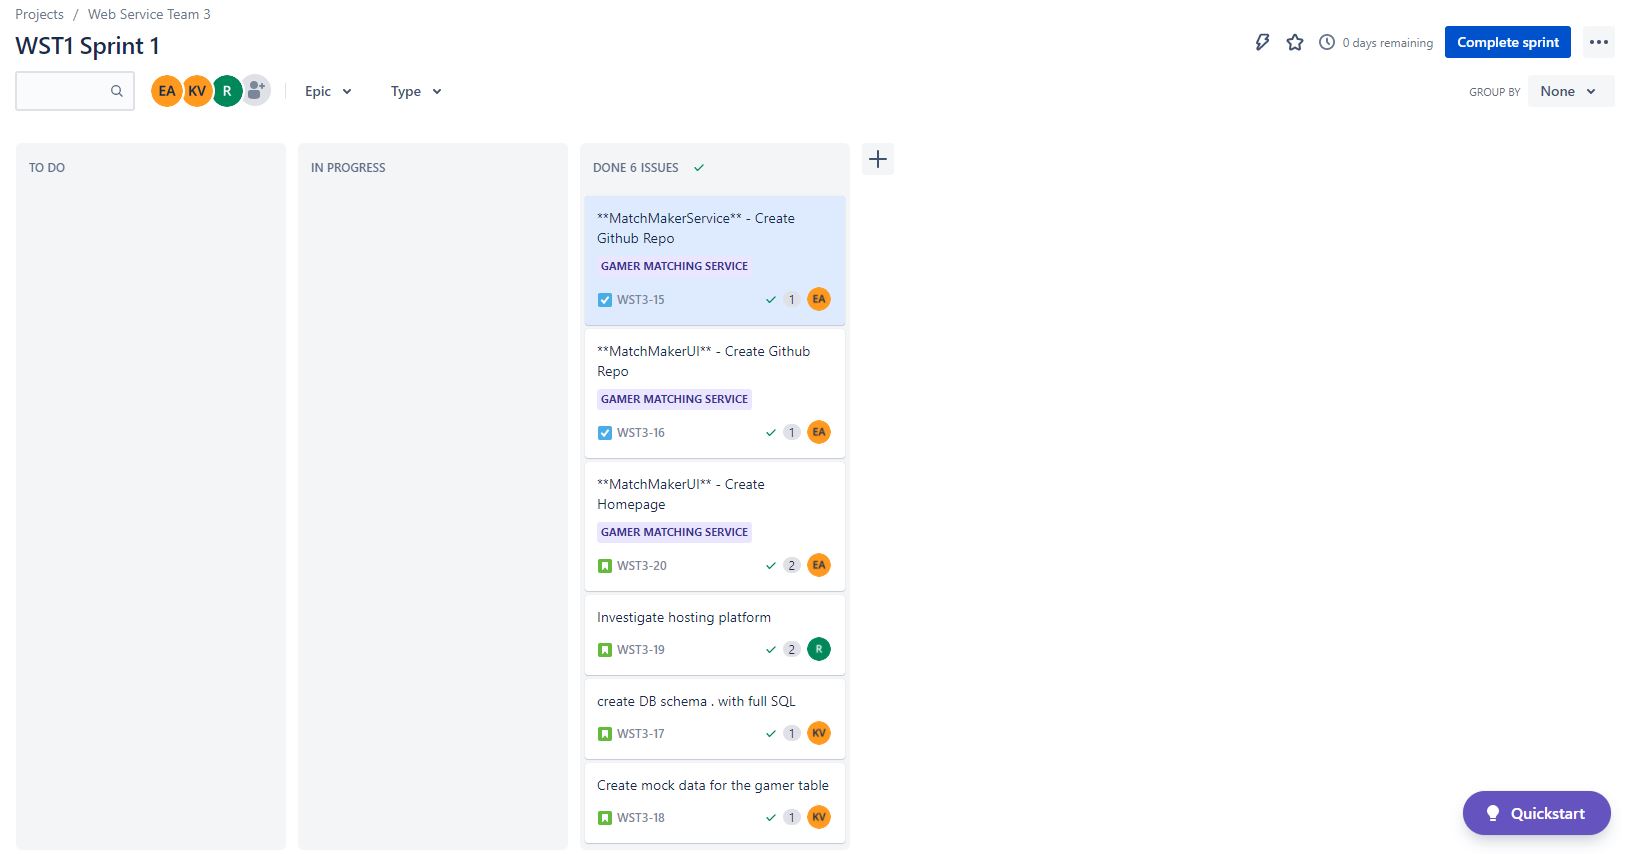 Projects / Web Service Team 3
WST1 Sprint 1
0 days remaining
Complete sprint
EA
KV
R
Epic
Type
GROUP BY
None
TO DO
IN PROGRESS
DONE 6 ISSUES
**MatchMakerService** - Create
Github Repo
GAMER MATCHING SERVICE
WST3-15 1 EA
**MatchMakerUI** - Create Github
Repo
GAMER MATCHING SERVICE
WST3-16 1 EA
**MatchMakerUI** - Create
Homepage
GAMER MATCHING SERVICE
WST3-20 2 EA
Investigate hosting platform
WST3-19 2 R
create DB schema . with full SQL
WST3-17 1 KV
Create mock data for the gamer table
WST3-18 1 KV
Quickstart